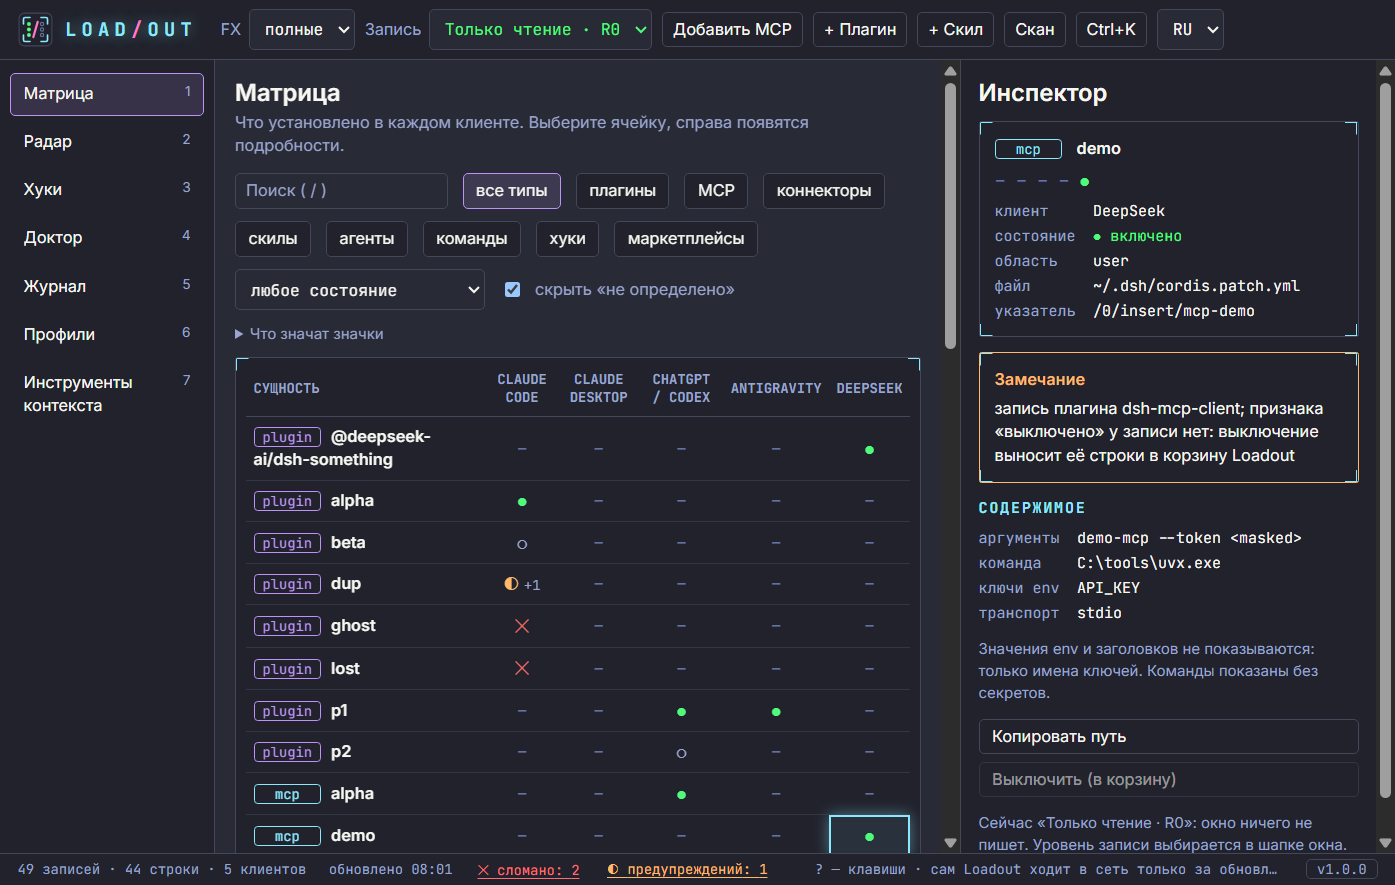 LOAD/OUT FX полные Запись Только чтение · R0 Добавить MCP + Плагин + Скил Скан Ctrl+K RU
Матрица 1
Радар 2
Хуки 3
Доктор 4
Журнал 5
Профили 6
Инструменты контекста 7
Матрица
Что установлено в каждом клиенте. Выберите ячейку, справа появятся
подробности.
Поиск ( / ) все типы плагины MCP коннекторы
скилы агенты команды хуки маркетплейсы
любое состояние скрыть «не определено»
Что значат значки
СУЩНОСТЬ CLAUDE CODE CLAUDE DESKTOP CHATGPT / CODEX ANTIGRAVITY DEEPSEEK
plugin @deepseek-
ai/dsh-something – – – – ●
plugin alpha ● – – – –
plugin beta ○ – – – –
plugin dup ◐ +1 – – – –
plugin ghost ✕ – – – –
plugin lost ✕ – – – –
plugin p1 – – ● ● –
plugin p2 – – ○ – –
mcp alpha – – ● – –
mcp demo – – – – ●
Инспектор
mcp demo
– – – – ●
клиент DeepSeek
состояние ● включено
область user
файл ~/.dsh/cordis.patch.yml
указатель /0/insert/mcp-demo
Замечание
запись плагина dsh-mcp-client; признака
«выключено» у записи нет: выключение
выносит её строки в корзину Loadout
СОДЕРЖИМОЕ
аргументы demo-mcp --token <masked>
команда C:\tools\uvx.exe
ключи env API_KEY
транспорт stdio
Значения env и заголовков не показываются:
только имена ключей. Команды показаны без
секретов.
Копировать путь
Выключить (в корзину)
Сейчас «Только чтение · R0»: окно ничего не
пишет. Уровень записи выбирается в шапке окна.
49 записей · 44 строки · 5 клиентов обновлено 08:01 ✕ сломано: 2 ◐ предупреждений: 1 ? — клавиши · сам Loadout ходит в сеть только за обновл… v1.0.0